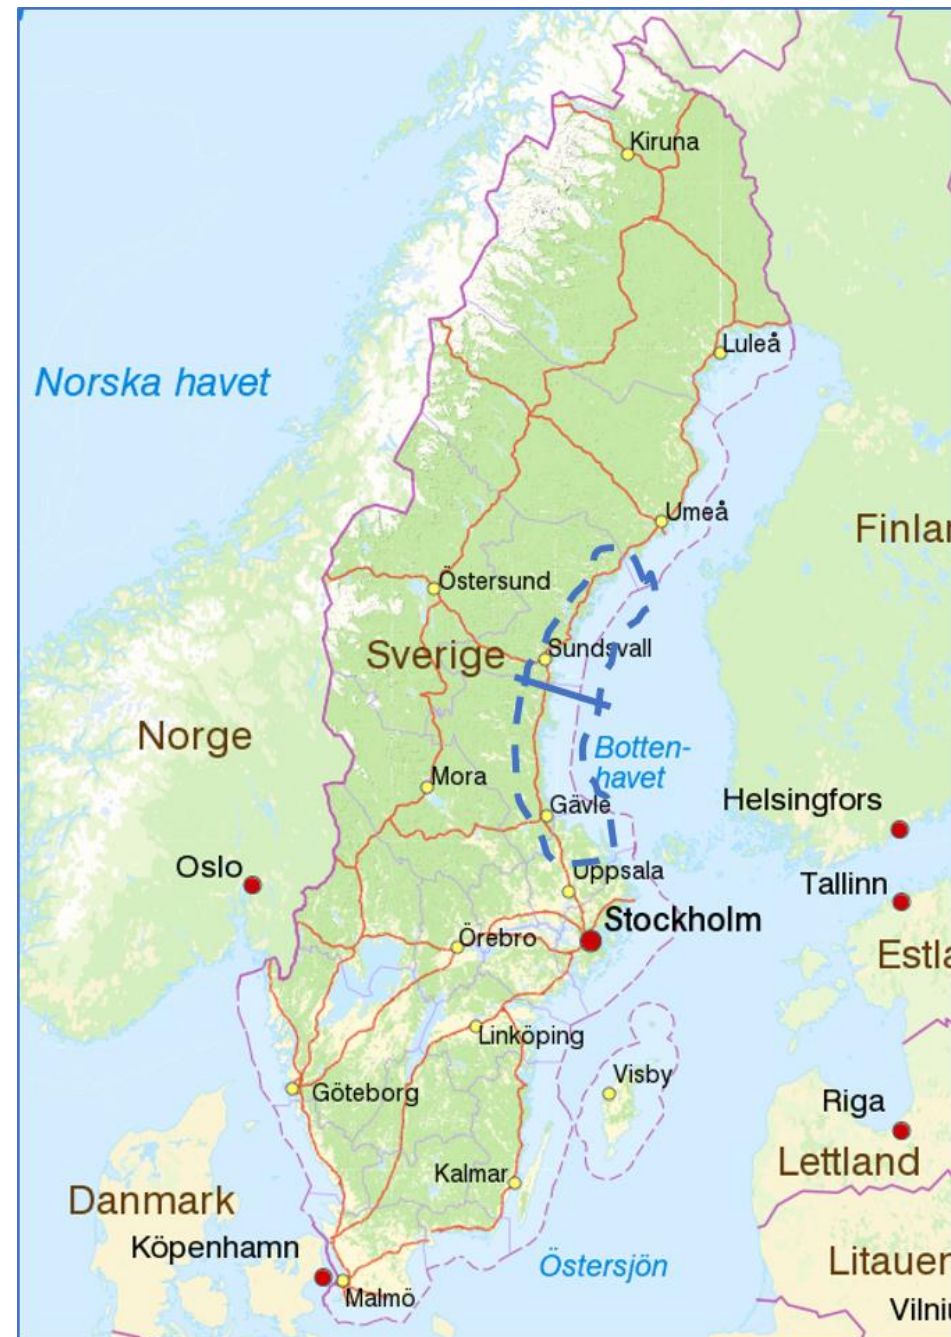 Kiruna
Luleå
Norska havet
Umeå
Finlan
Östersund
Sundsvall
Sverige
Norge
Botten-
havet
Mora
Gävle
Helsingfors
Oslo
Uppsala
Tallinn
Stockholm
Örebro
Estla
Linköping
Visby
Göteborg
Riga
Kalmar
Lettland
Danmark
Köpenhamn
Östersjön
Litauen
Malmö
Vilniu